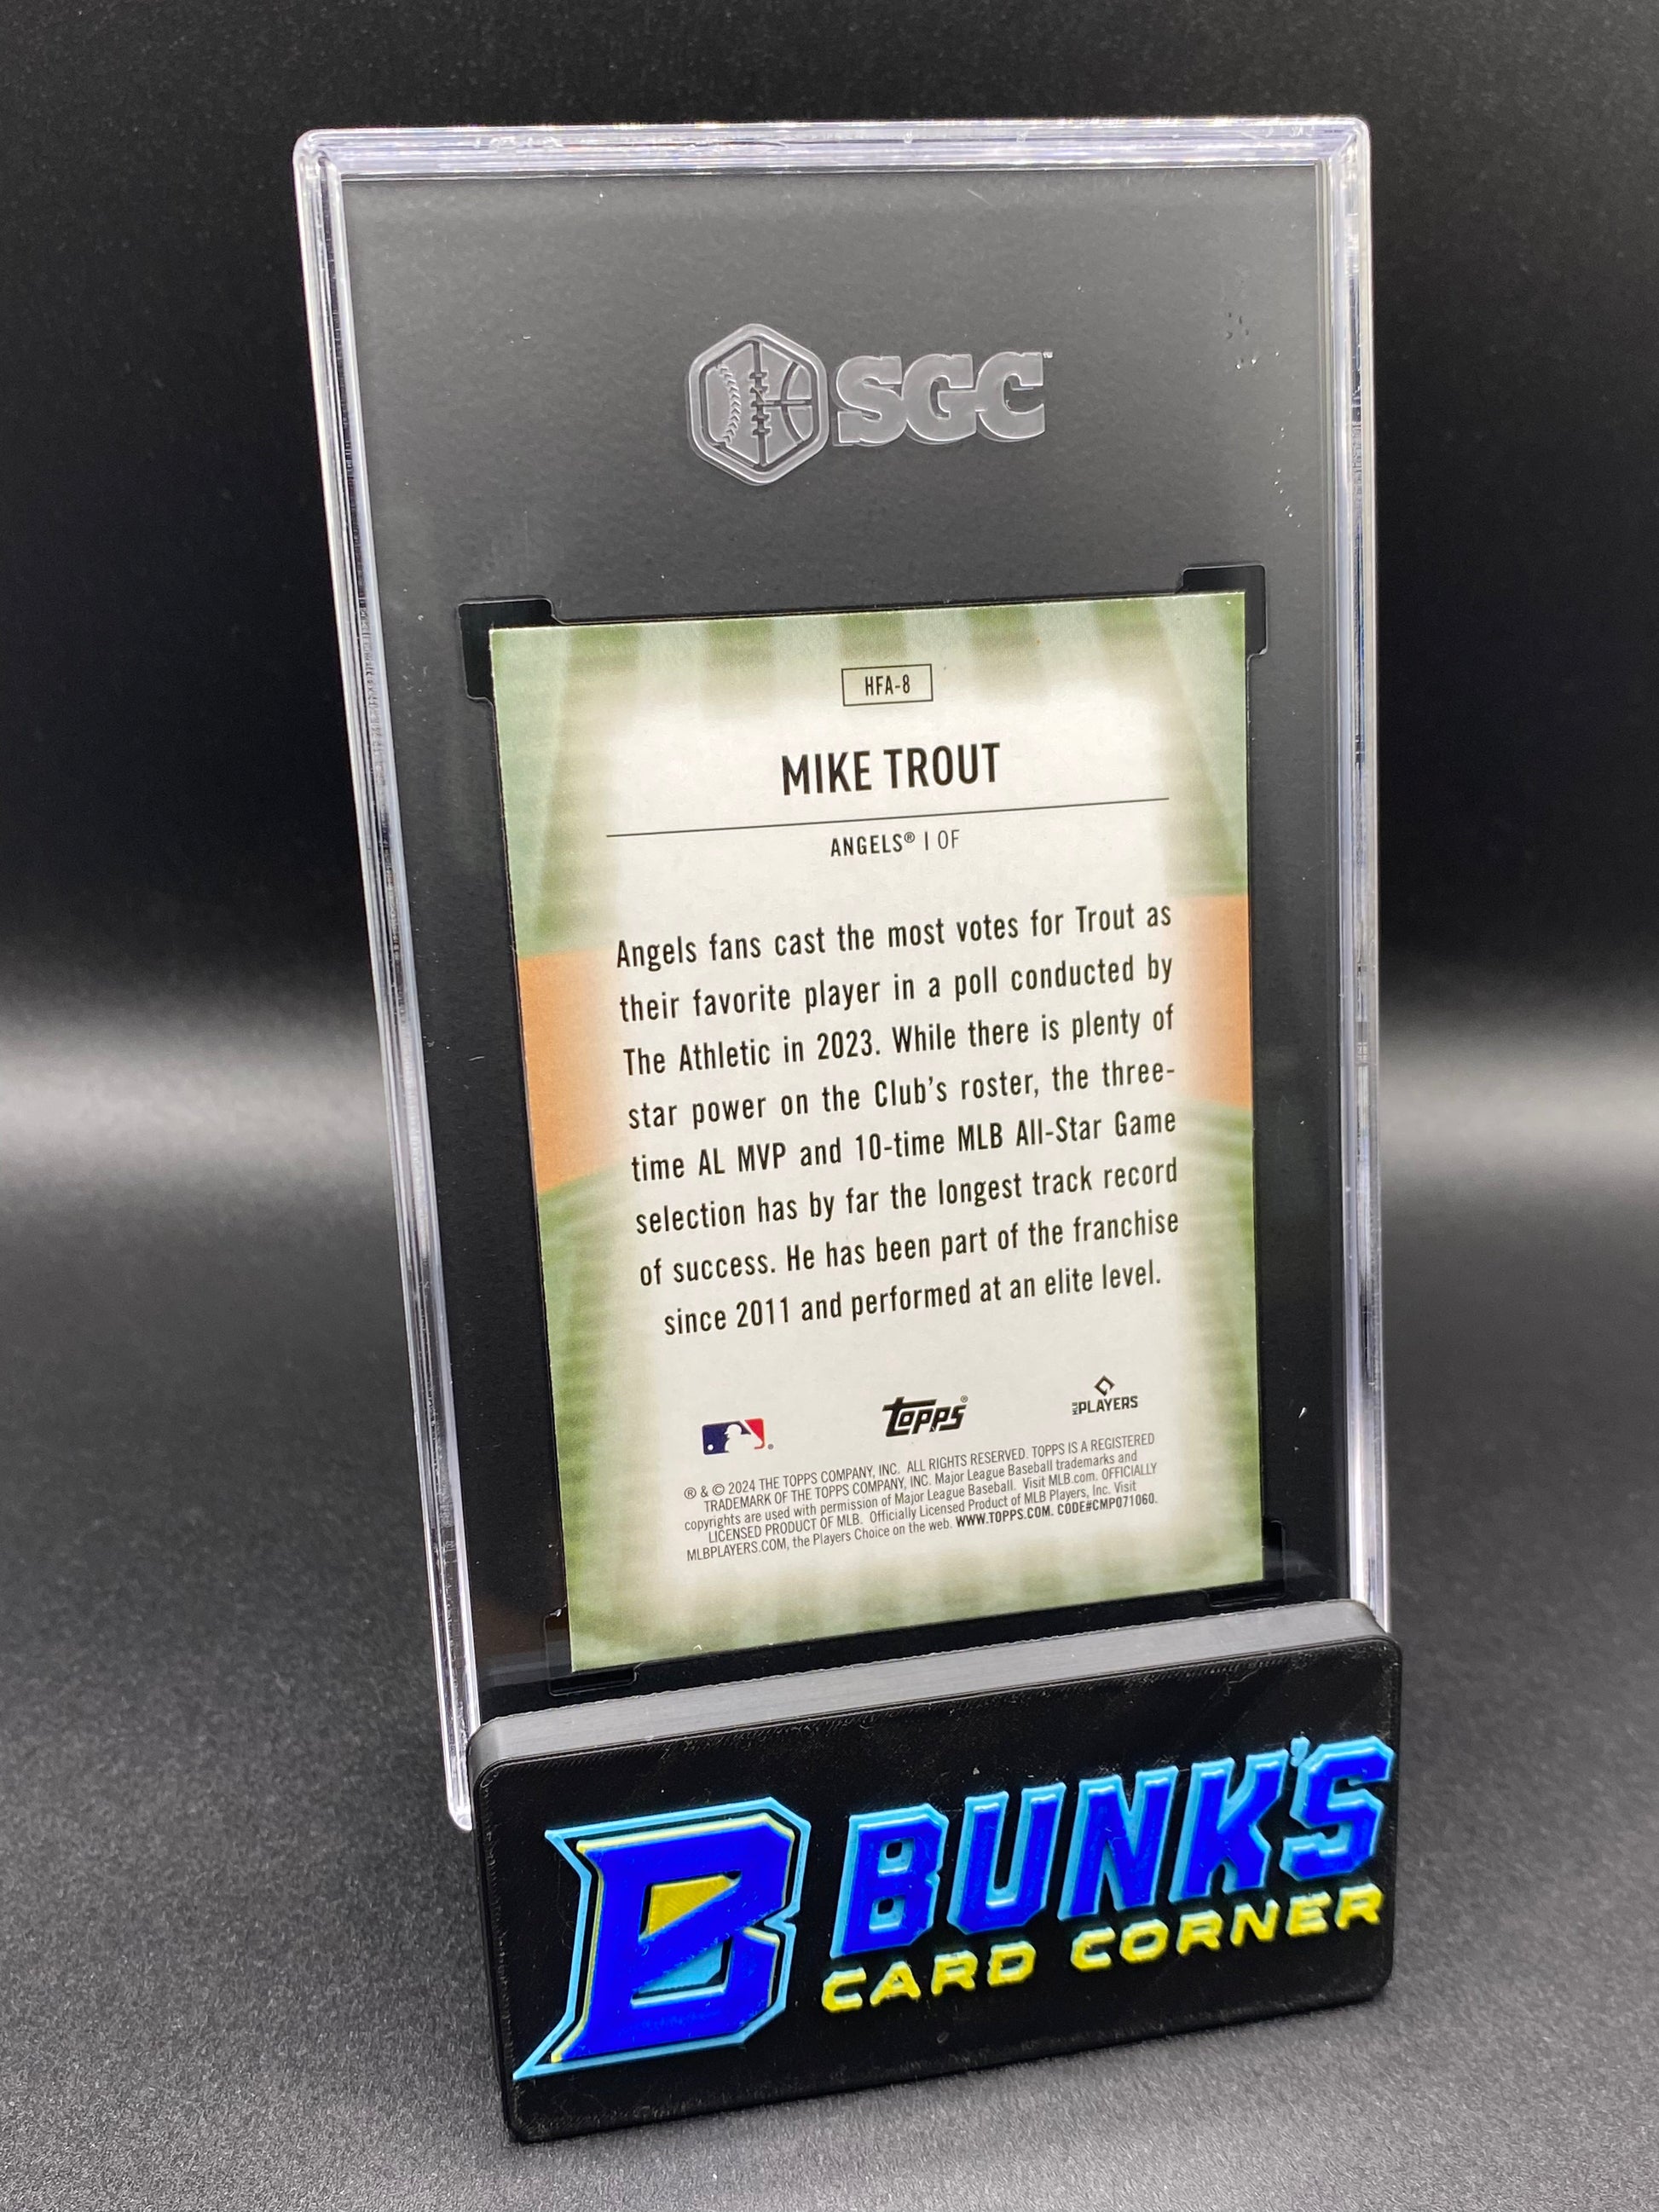 SGC
HFA-8
MIKE TROUT
ANGELS® | OF
Angels fans cast the most votes for Trout as
their favorite player in a poll conducted by
The Athletic in 2023. While there is plenty of
star power on the Club's roster, the three-
time AL MVP and 10-time MLB All-Star Game
selection has by far the longest track record
of success. He has been part of the franchise
since 2011 and performed at an elite level.
topps®
MLB PLAYERS
® & © 2024 THE TOPPS COMPANY, INC. ALL RIGHTS RESERVED. TOPPS IS A REGISTERED
TRADEMARK OF THE TOPPS COMPANY, INC. Major League Baseball trademarks and
copyrights are used with permission of Major League Baseball. Visit MLB.com. OFFICIALLY
LICENSED PRODUCT OF MLB. Officially Licensed Product of MLB Players, Inc. Visit
MLBPLAYERS.COM, the Players Choice on the web. WWW.TOPPS.COM. CODE#CMP071060.
B BUNK'S
CARD CORNER